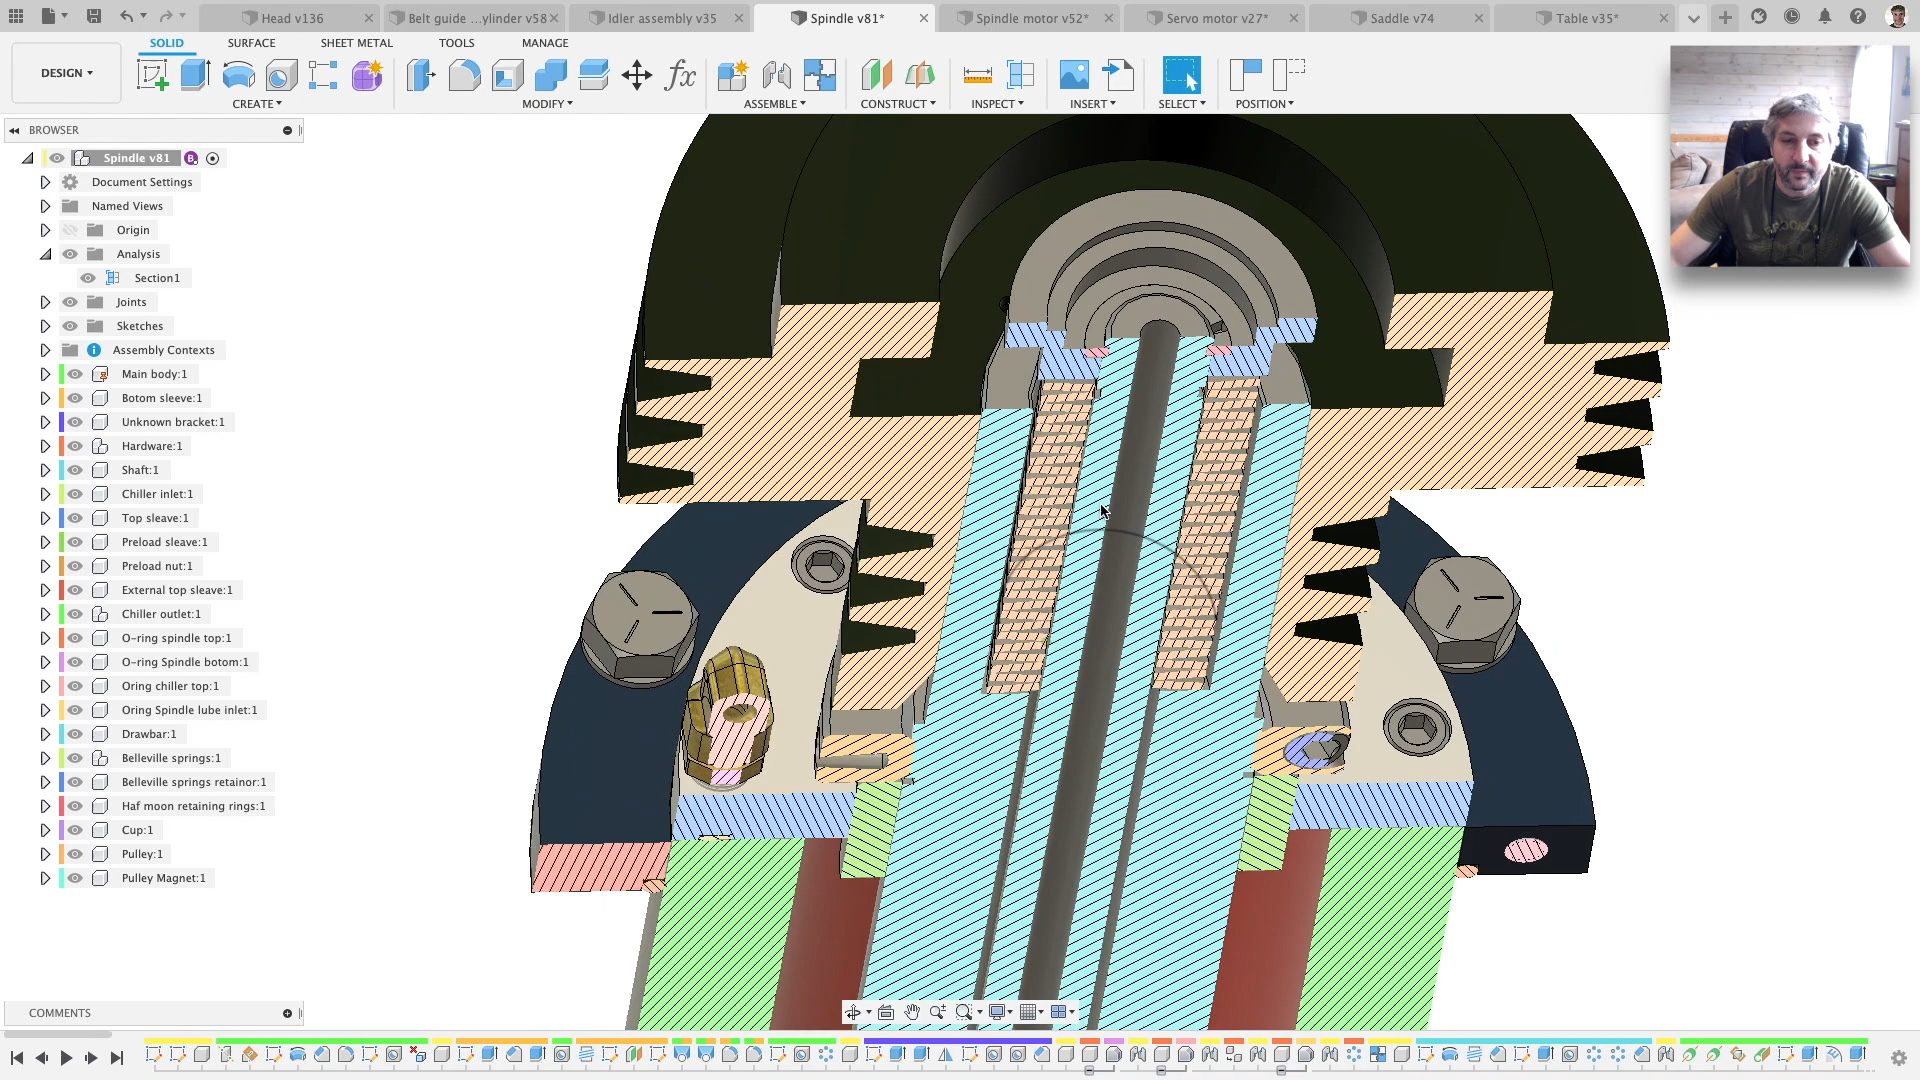 Head v136
Belt guide ...ylinder v58
Idler assembly v35
Spindle v81*
Spindle motor v52*
Servo motor v27*
Saddle v74
Table v35*
SOLID
SURFACE
SHEET METAL
TOOLS
MANAGE
DESIGN
CREATE
MODIFY
ASSEMBLE
CONSTRUCT
INSPECT
INSERT
SELECT
POSITION
BROWSER
Spindle v81
Document Settings
Named Views
Origin
Analysis
Section1
Joints
Sketches
Assembly Contexts
Main body:1
Botom sleeve:1
Unknown bracket:1
Hardware:1
Shaft:1
Chiller inlet:1
Top sleave:1
Preload sleave:1
Preload nut:1
External top sleeve:1
Chiller outlet:1
O-ring spindle top:1
O-ring Spindle botom:1
Oring chiller top:1
Oring Spindle lube inlet:1
Drawbar:1
Belleville springs:1
Belleville springs retainor:1
Haf moon retaining rings:1
Cup:1
Pulley:1
Pulley Magnet:1
COMMENTS